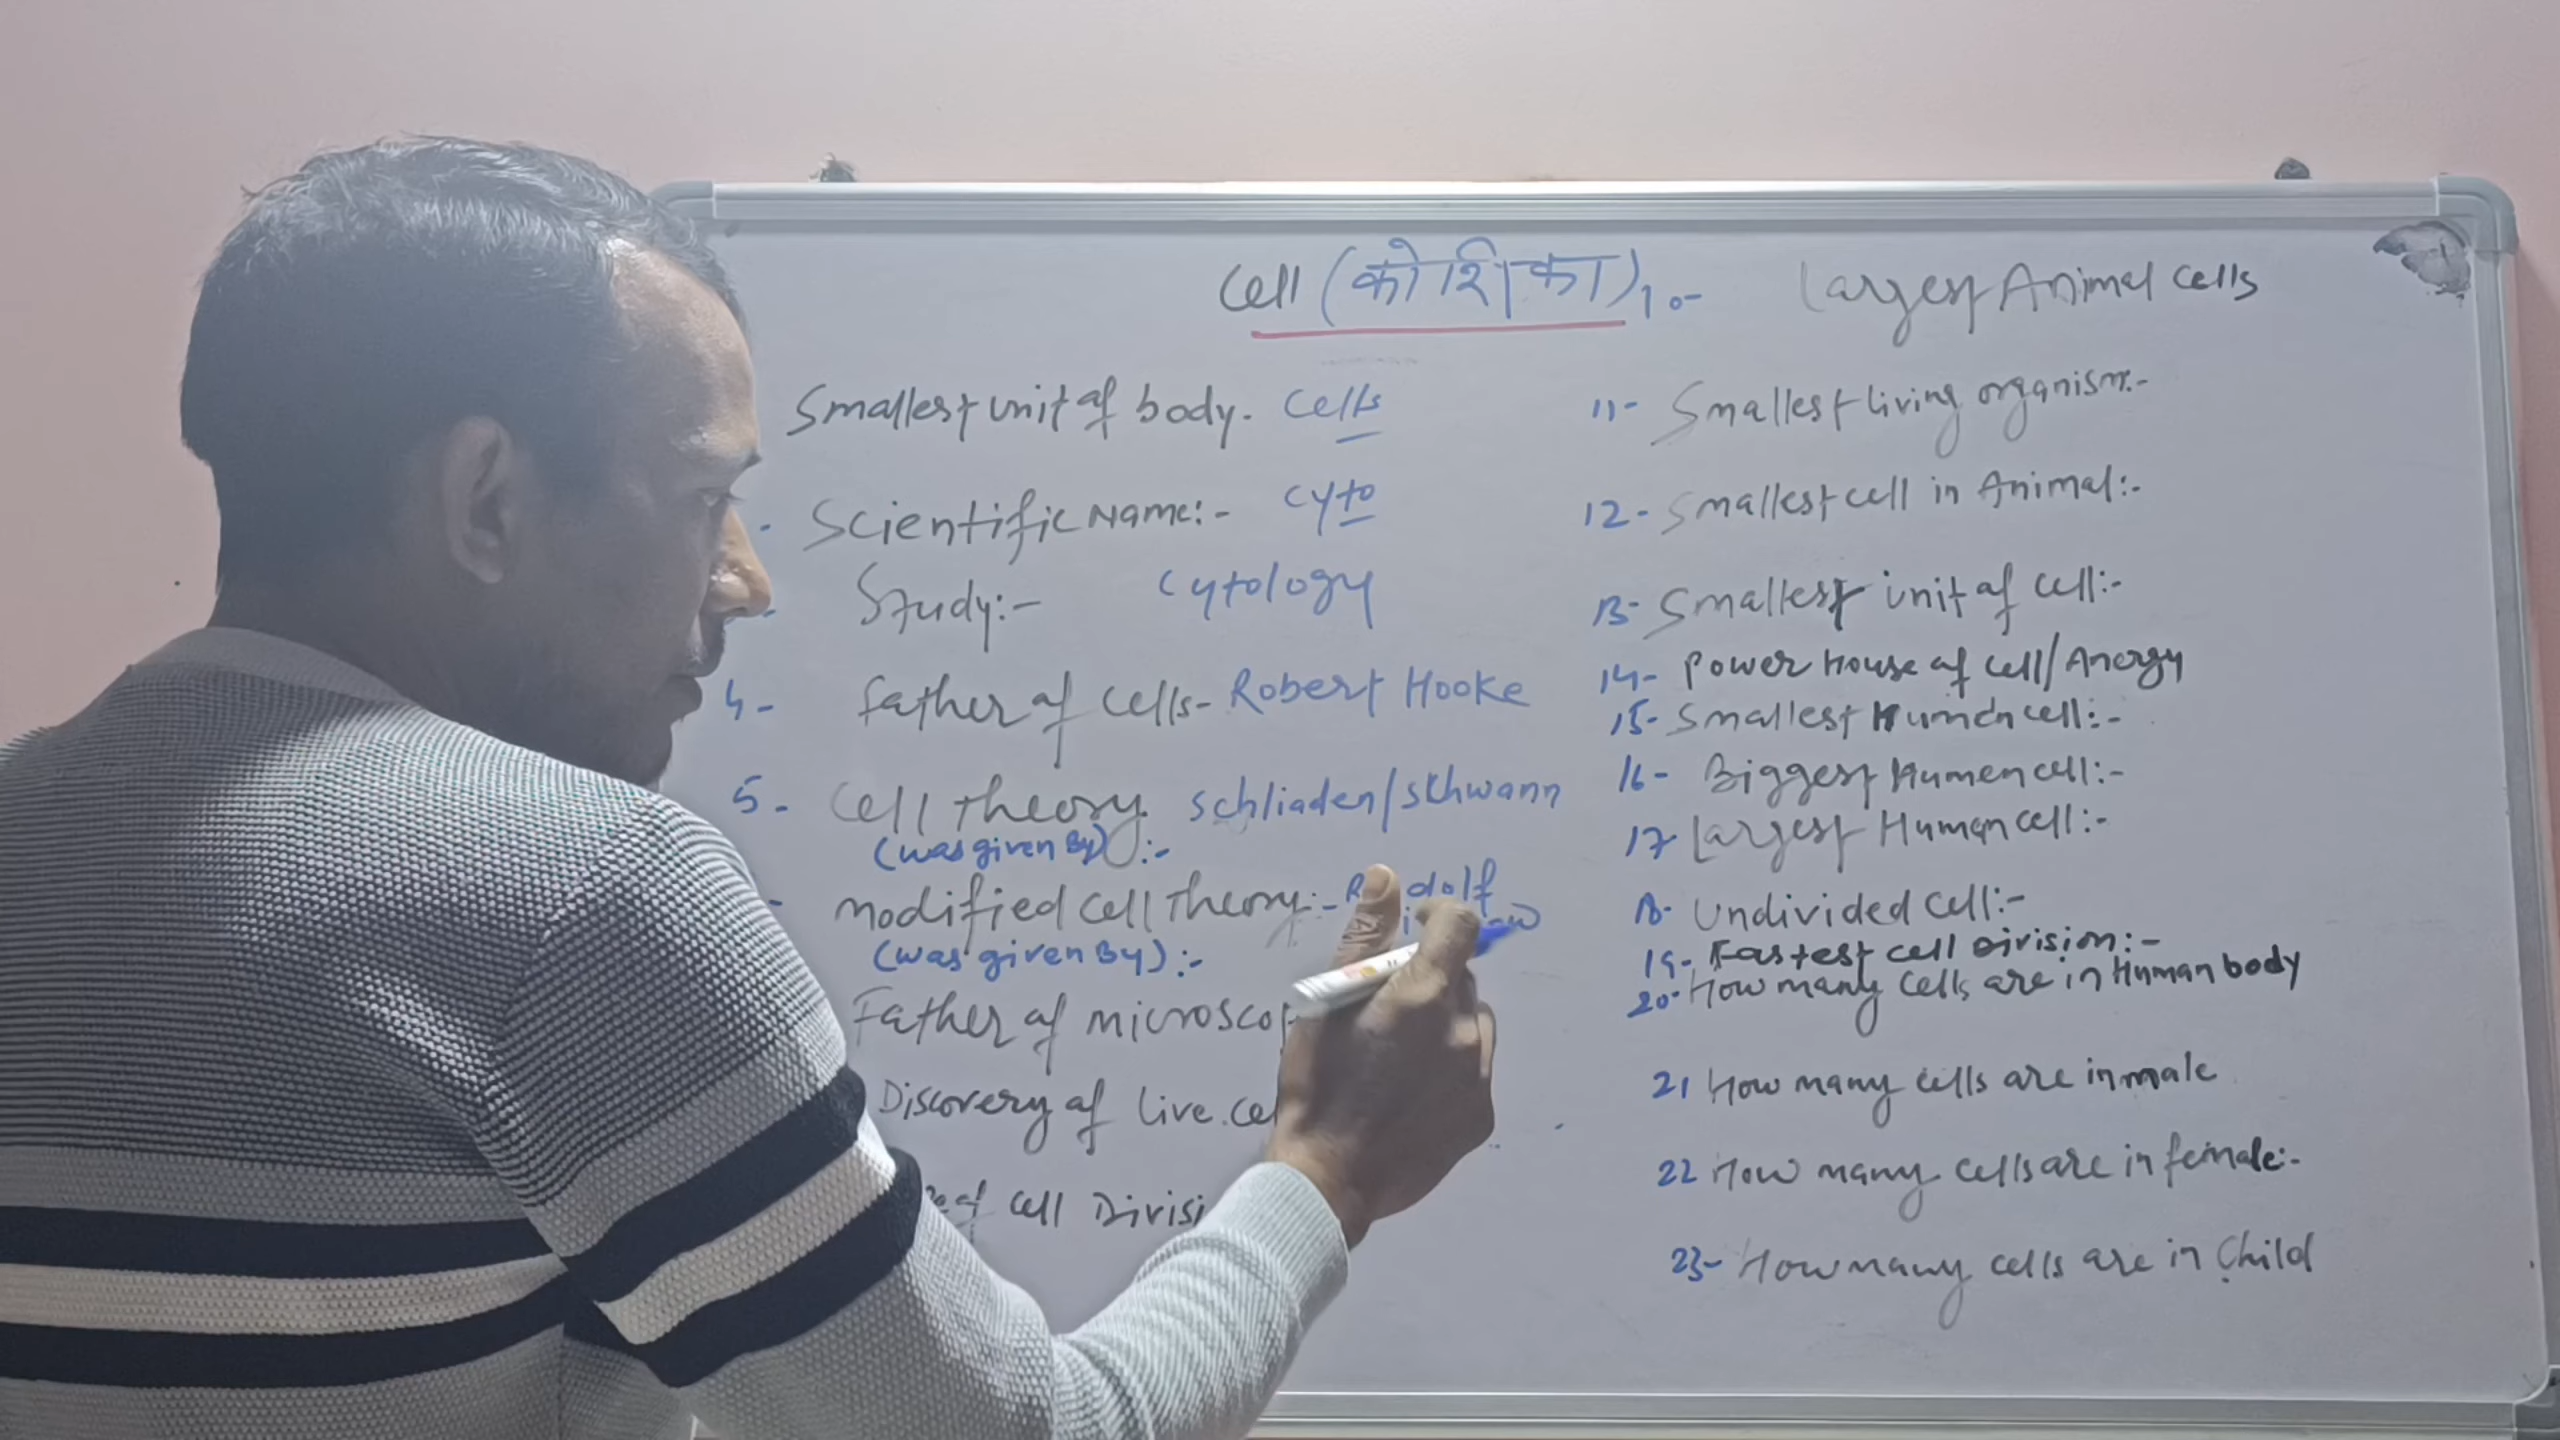 Cell (कोशिका)
Smallest unit of body. Cells
- Scientific Name:- Cyto
- Study:- Cytology
4- Father of Cells- Robert Hooke
5- Cell Theory Schliaden/Schwann
(was given By) :-
- Modified Cell Theory:- dolf
(was given By) :-
Father of
Discovery of Live
of Cell
10- Largest Animal Cells
11- Smallest living organism:-
12- Smallest cell in Animal:-
13- Smallest unit of Cell:-
14- Power House of Cell/Anergy
15- Smallest Human cell:-
16- Biggest Humen cell:-
17 Largest Human cell:-
18- Undivided Cell:-
19- Fastest cell Division:-
20- How many Cells are in Human body
21 How many Cells are in male
22 How many Cells are in female:-
23- How many cells are in Child